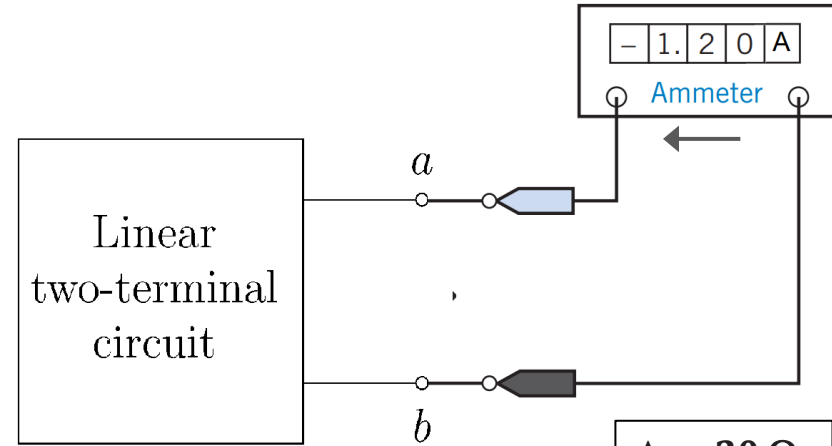 – 1. 2 0 A
Ammeter
a
Linear
two-terminal
circuit
b